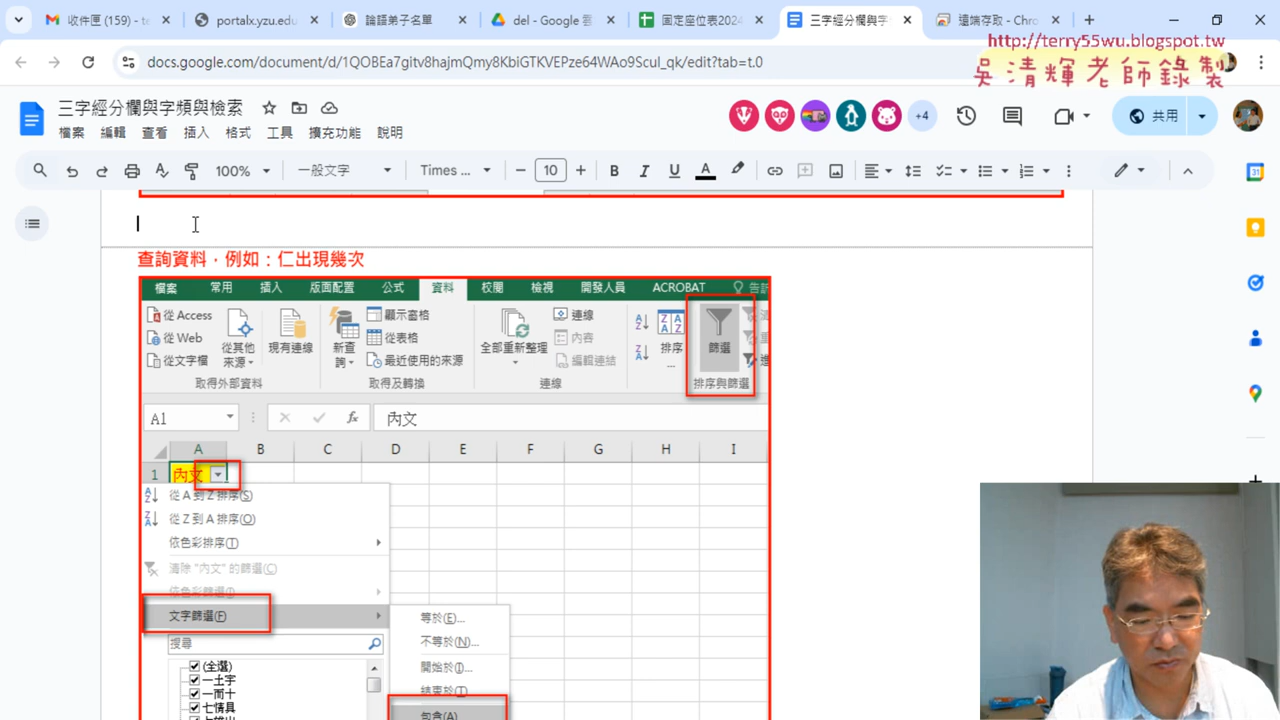 收件匣 (159) - te
portalx.yzu.edu
論語弟子名單
del - Google 雲
固定座位表2024
三字經分欄與字
遠端存取 - Chro
http://terry55wu.blogspot.tw
docs.google.com/document/d/1QOBEa7gitv8hajmQmy8KbiGTKVEPze64WAo9Scul_qk/edit?tab=t.0
吳清輝老師錄製
三字經分欄與字頻與檢索
+4
共用
檔案 編輯 查看 插入 格式 工具 擴充功能 說明
100% 一般文字 Times ... 10 B I U A
查詢資料，例如：仁出現幾次
檔案 常用 插入 版面配置 公式 資料 校閱 檢視 開發人員 ACROBAT 告訴
從 Access
從 Web
從文字檔
從其他來源
現有連線
取得外部資料
新查詢
顯示窗格
從表格
最近使用的來源
取得及轉換
全部重新整理
連線
內容
編輯連結
連線
排序...
篩選
排序與篩選
A1 fx 內文
A B C D E F G H I
1 內文
從 A 到 Z 排序(S)
從 Z 到 A 排序(O)
依色彩排序(T)
清除 "內文" 的篩選(C)
依色彩篩選(I)
文字篩選(F)
搜尋
(全選)
一土字
一而十
七情具
等於(E)...
不等於(N)...
開始於(I)...
結束於(T)...
包含(A)...